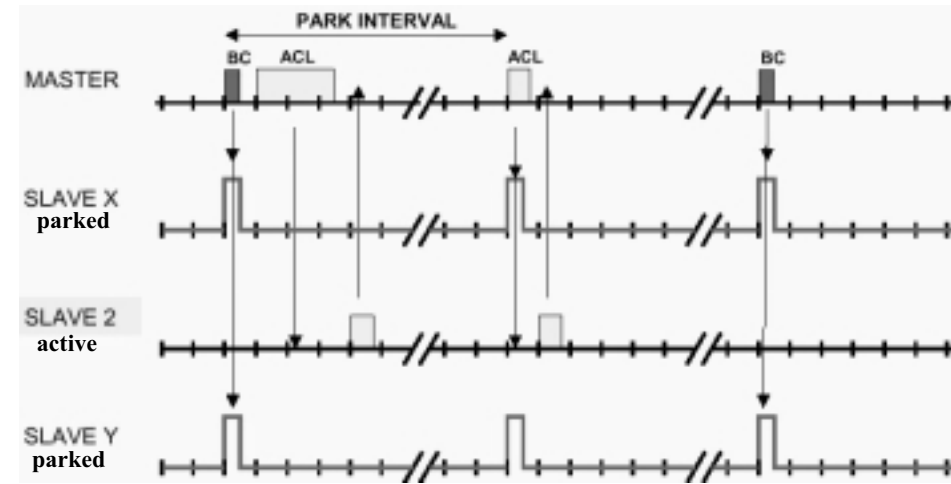 PARK INTERVAL
BC ACL ACL BC
MASTER
SLAVE X
parked
SLAVE 2
active
SLAVE Y
parked